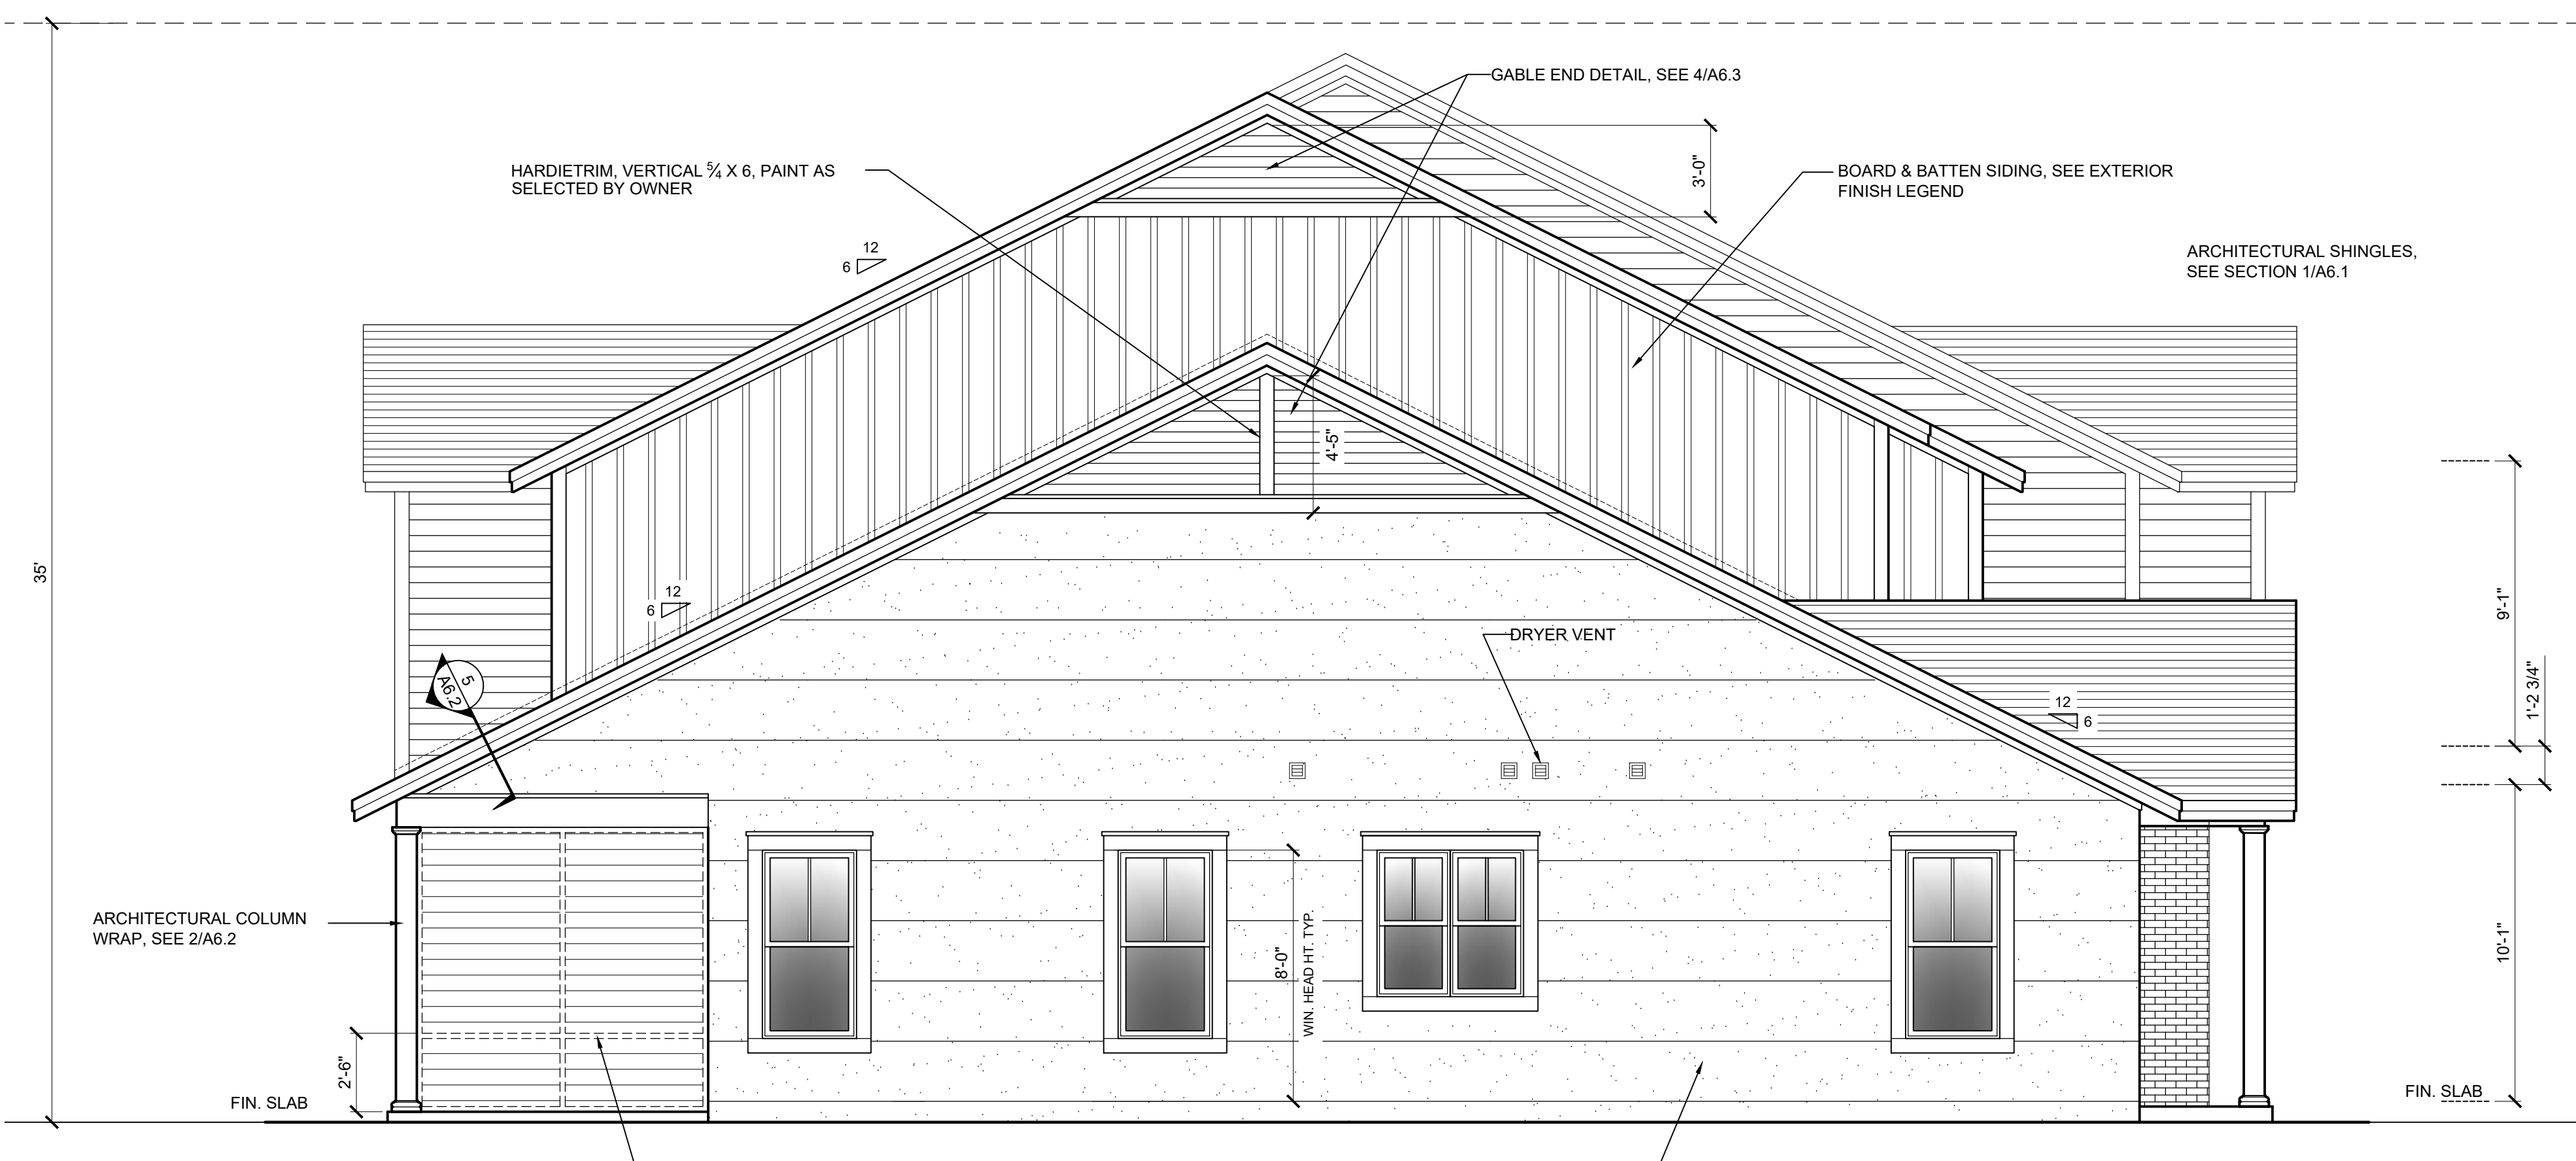 GABLE END DETAIL, SEE 4/A6.3
HARDIETRIM, VERTICAL 5⁄4 X 6, PAINT AS
SELECTED BY OWNER
3'-0"
BOARD & BATTEN SIDING, SEE EXTERIOR
FINISH LEGEND
12
6
ARCHITECTURAL SHINGLES,
SEE SECTION 1/A6.1
4'-5"
35'
12
6
9'-1"
DRYER VENT
5
A6.2
12
6
1'-2 3/4"
ARCHITECTURAL COLUMN
WRAP, SEE 2/A6.2
8'-0"
WIN. HEAD HT. TYP.
10'-1"
2'-6"
FIN. SLAB
FIN. SLAB